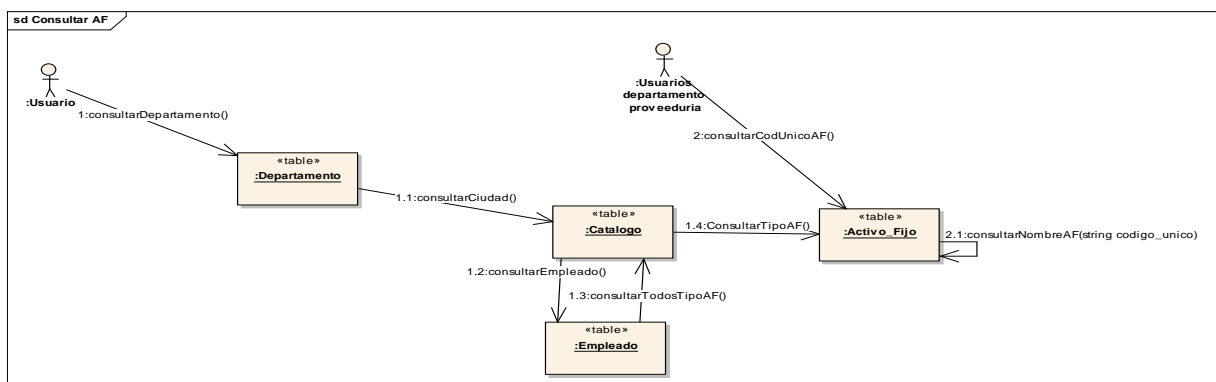 sd Consultar AF
:Usuario
1:consultarDepartamento()
:Usuarios
departamento
proveeduria
2:consultarCodUnicoAF()
«table»
:Departamento
1.1:consultarCiudad()
«table»
:Catalogo
1.4:ConsultarTipoAF()
«table»
:Activo_Fijo
2.1:consultarNombreAF(string codigo_unico)
1.2:consultarEmpleado()
1.3:consultarTodosTipoAF()
«table»
:Empleado